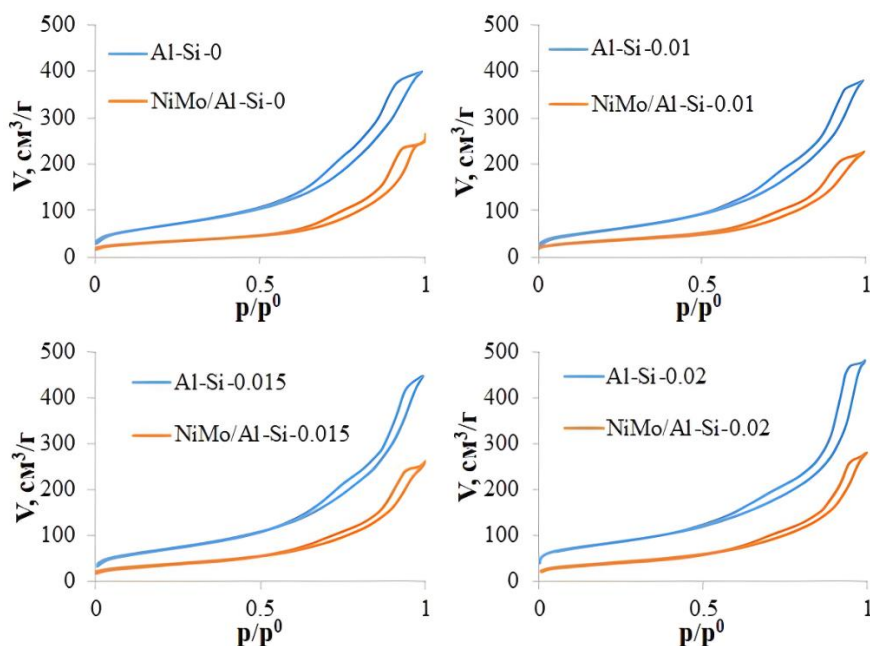 500
400
300
200
100
0
V, см³/г
Al-Si-0
NiMo/Al-Si-0
0
0.5
1
p/p⁰
500
400
300
200
100
0
V, см³/г
Al-Si-0.01
NiMo/Al-Si-0.01
0
0.5
1
p/p⁰
500
400
300
200
100
0
V, см³/г
Al-Si-0.015
NiMo/Al-Si-0.015
0
0.5
1
p/p⁰
500
400
300
200
100
0
V, см³/г
Al-Si-0.02
NiMo/Al-Si-0.02
0
0.5
1
p/p⁰